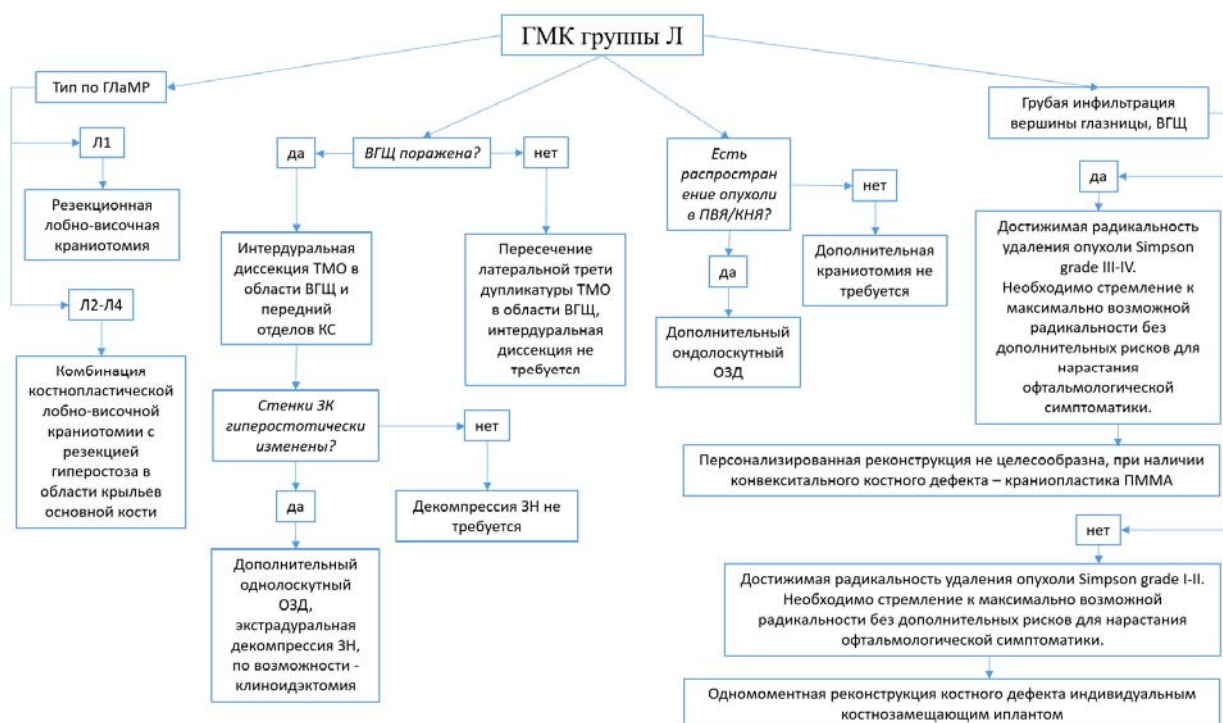 ГМК группы Л
Тип по ГЛаМР
Л1
Резекционная
лобно-височная
краниотомия
Л2-Л4
Комбинация
костнопластической
лобно-височной
краниотомии с
резекцией
гиперостоза в
области крыльев
основной кости
ВГЩ поражена?
да
нет
Интердуральная
диссекция ТМО в
области ВГЩ и
передний
отделов КС
Пересечение
латеральной трети
дупликатуры ТМО
в области ВГЩ,
интердуральная
диссекция не
требуется
Стенки ЗК
гиперостотически
изменены?
нет
да
Декомпрессия ЗН не
требуется
Дополнительный
однолоскутный
ОЗД,
экстрадуральная
декомпрессия ЗН,
по возможности -
клиноидэктомия
Есть
распростран
ение опухоли
в ПВЯ/КНЯ?
нет
да
Дополнительная
краниотомия не
требуется
Дополнительный
ондолоскутный
ОЗД
Грубая инфильтрация
вершины глазницы, ВГЩ
да
Достижимая радикальность
удаления опухоли Simpson
grade III-IV.
Необходимо стремление к
максимально возможной
радикальности без
дополнительных рисков для
нарастания
офтальмологической
симптоматики.
Персонализированная реконструкция не целесообразна, при наличии
конвекситального костного дефекта – краниопластика ПММА
нет
Достижимая радикальность удаления опухоли Simpson grade I-II.
Необходимо стремление к максимально возможной
радикальности без дополнительных рисков для нарастания
офтальмологической симптоматики.
Одномоментная реконструкция костного дефекта индивидуальным
костнозамещающим иплантом